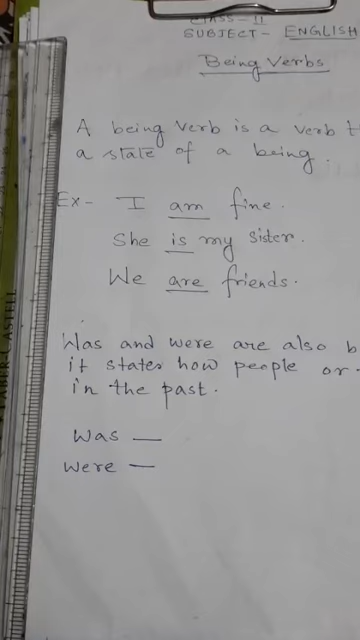 CLASS-II
SUBJECT- ENGLISH
Being Verbs
A being verb is a verb
a state of a being.
Ex- I am fine.
She is my sister.
We are friends.
Was and were are also
it states how people or
in the past.
Was —
Were —
FABER-CASTELL